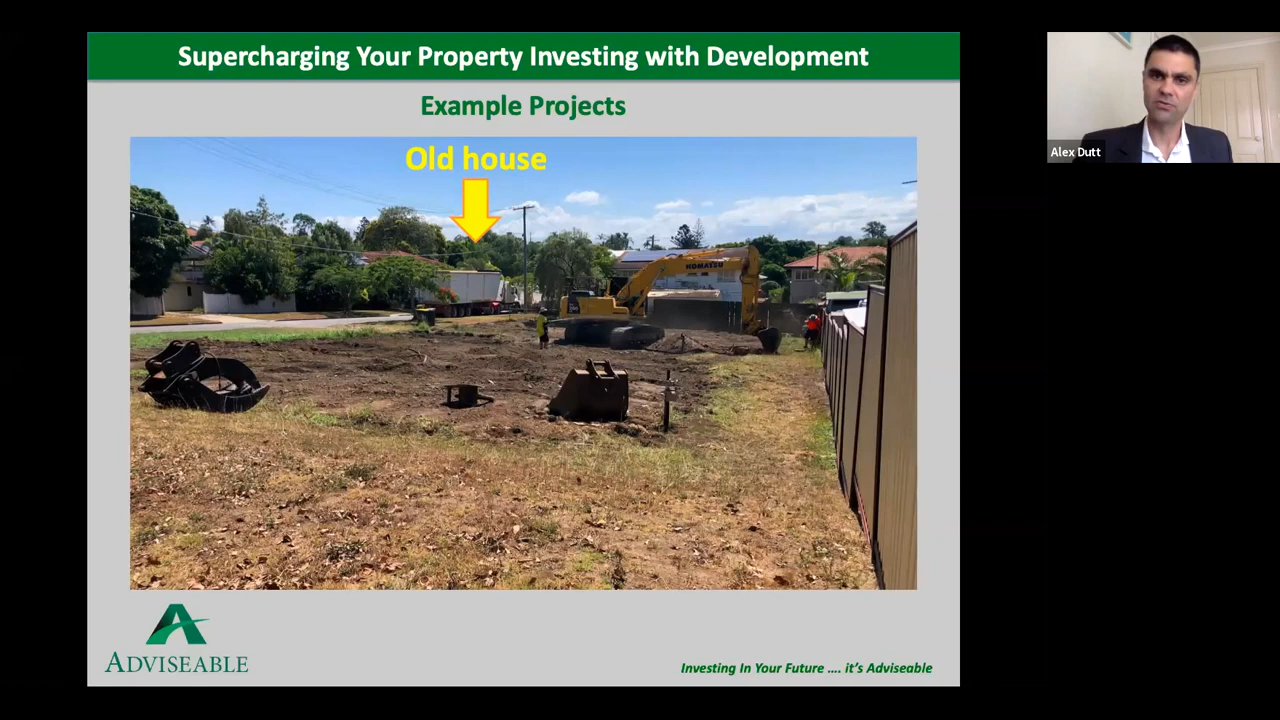 Supercharging Your Property Investing with Development
Example Projects
Old house
KOMATSU
Alex Dutt
ADVISEABLE
Investing In Your Future .... it's Adviseable